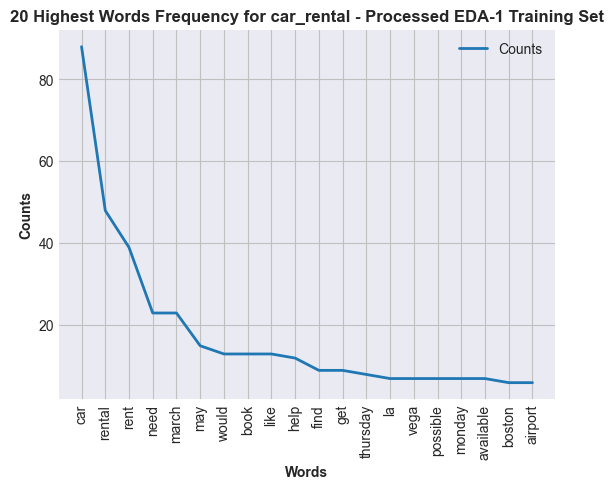 20 Highest Words Frequency for car_rental - Processed EDA-1 Training Set
Counts
80
60
40
20
Counts
car
rental
rent
need
march
may
would
book
like
help
find
get
thursday
la
vega
possible
monday
available
boston
airport
Words